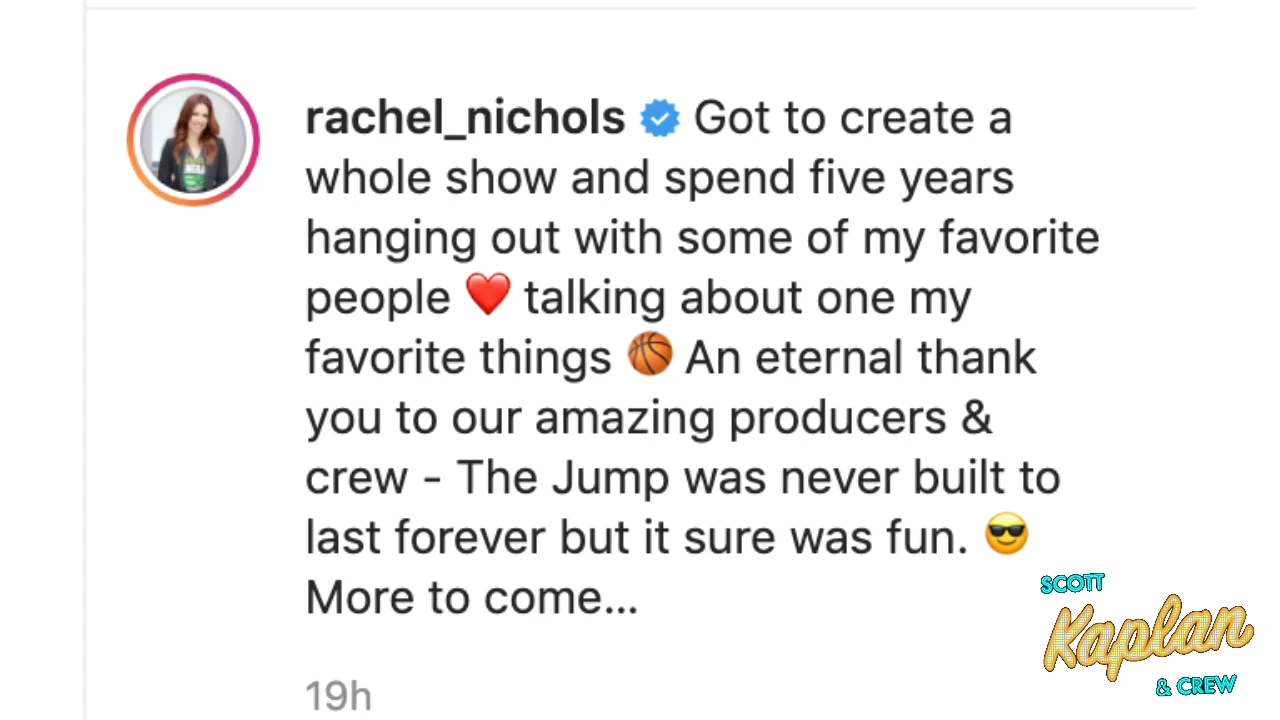 rachel_nichols Got to create a
whole show and spend five years
hanging out with some of my favorite
people ❤️ talking about one my
favorite things 🏀 An eternal thank
you to our amazing producers &
crew - The Jump was never built to
last forever but it sure was fun. 😎
More to come...
19h
SCOTT
Kaplan
& CREW